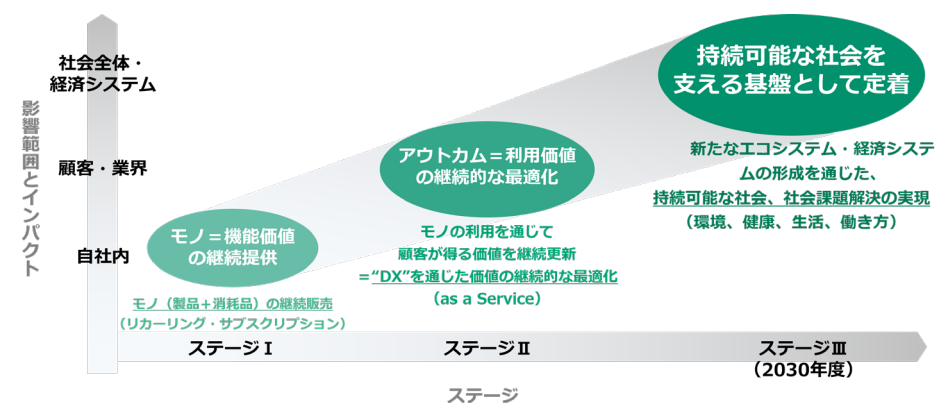 影響範囲とインパクト
社会全体・
経済システム
顧客・業界
自社内
持続可能な社会を
支える基盤として定着
新たなエコシステム・経済システ
ムの形成を通じた、
持続可能な社会、社会課題解決の実現
（環境、健康、生活、働き方）
アウトカム＝利用価値
の継続的な最適化
モノの利用を通じて
顧客が得る価値を継続更新
＝“DX”を通じた価値の継続的な最適化
（as a Service）
モノ＝機能価値
の継続提供
モノ（製品＋消耗品）の継続販売
（リカーリング・サブスクリプション）
ステージⅠ
ステージⅡ
ステージⅢ
（2030年度）
ステージ